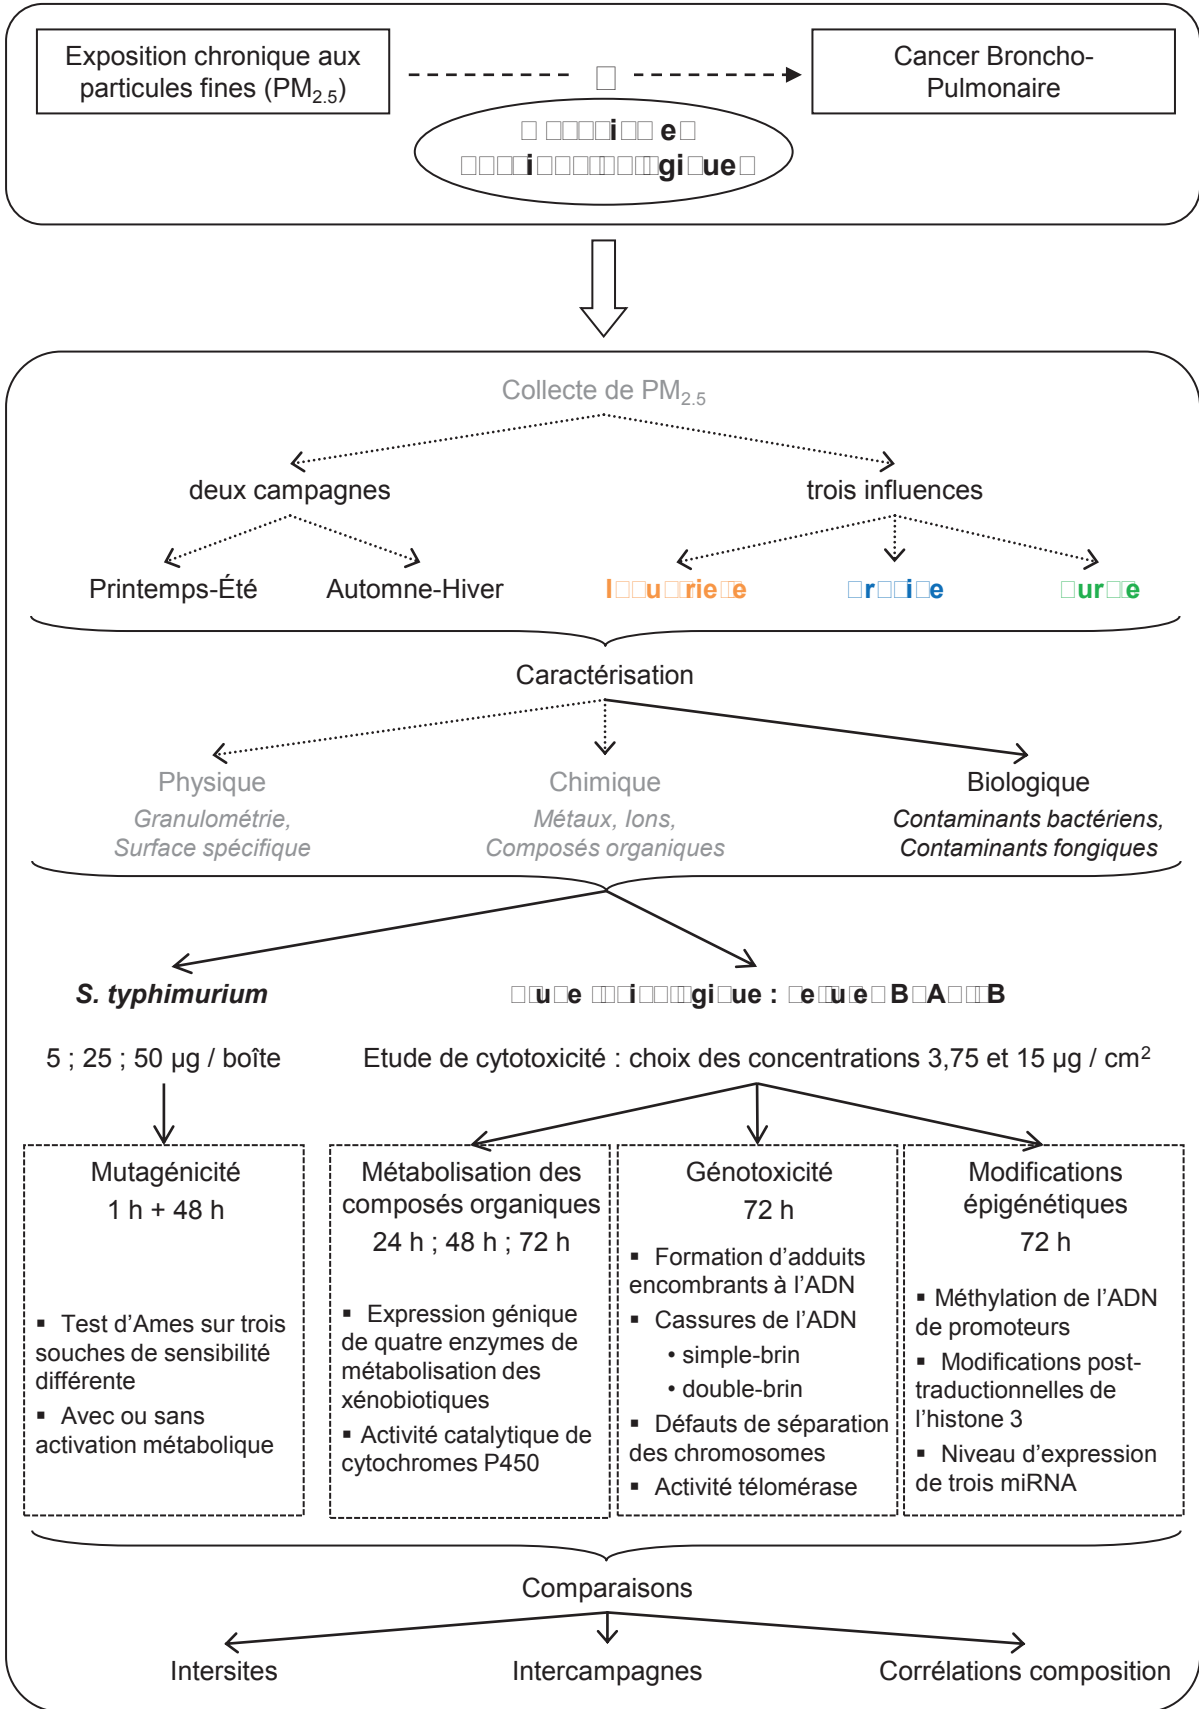 Exposition chronique aux
particules fines (PM2.5)
Cancer Broncho-
Pulmonaire
Collecte de PM2.5
deux campagnes
trois influences
Printemps-Été
Automne-Hiver
Caractérisation
Physique
Chimique
Biologique
Granulométrie,
Surface spécifique
Métaux, Ions,
Composés organiques
Contaminants bactériens,
Contaminants fongiques
S. typhimurium
5 ; 25 ; 50 µg / boîte
Etude de cytotoxicité : choix des concentrations 3,75 et 15 µg / cm²
Mutagénicité
1 h + 48 h
▪ Test d'Ames sur trois
souches de sensibilité
différente
▪ Avec ou sans
activation métabolique
Métabolisation des
composés organiques
24 h ; 48 h ; 72 h
▪ Expression génique
de quatre enzymes de
métabolisation des
xénobiotiques
▪ Activité catalytique de
cytochromes P450
Génotoxicité
72 h
▪ Formation d'adduits
encombrants à l'ADN
▪ Cassures de l'ADN
• simple-brin
• double-brin
▪ Défauts de séparation
des chromosomes
▪ Activité télomérase
Modifications
épigénétiques
72 h
▪ Méthylation de l'ADN
de promoteurs
▪ Modifications post-
traductionnelles de
l'histone 3
▪ Niveau d'expression
de trois miRNA
Comparaisons
Intersites
Intercampagnes
Corrélations composition